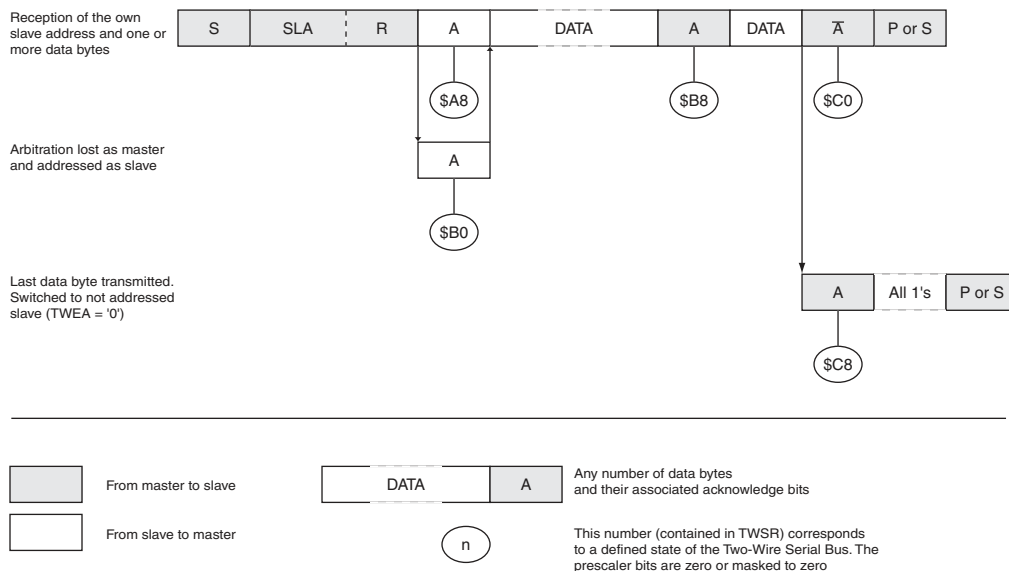 Reception of the own
slave address and one or
more data bytes
S SLA R A DATA A DATA A̅ P or S
$A8 $B8 $C0
Arbitration lost as master
and addressed as slave
A
$B0
Last data byte transmitted.
Switched to not addressed
slave (TWEA = '0')
A All 1's P or S
$C8
From master to slave
DATA A
Any number of data bytes
and their associated acknowledge bits
From slave to master
n
This number (contained in TWSR) corresponds
to a defined state of the Two-Wire Serial Bus. The
prescaler bits are zero or masked to zero